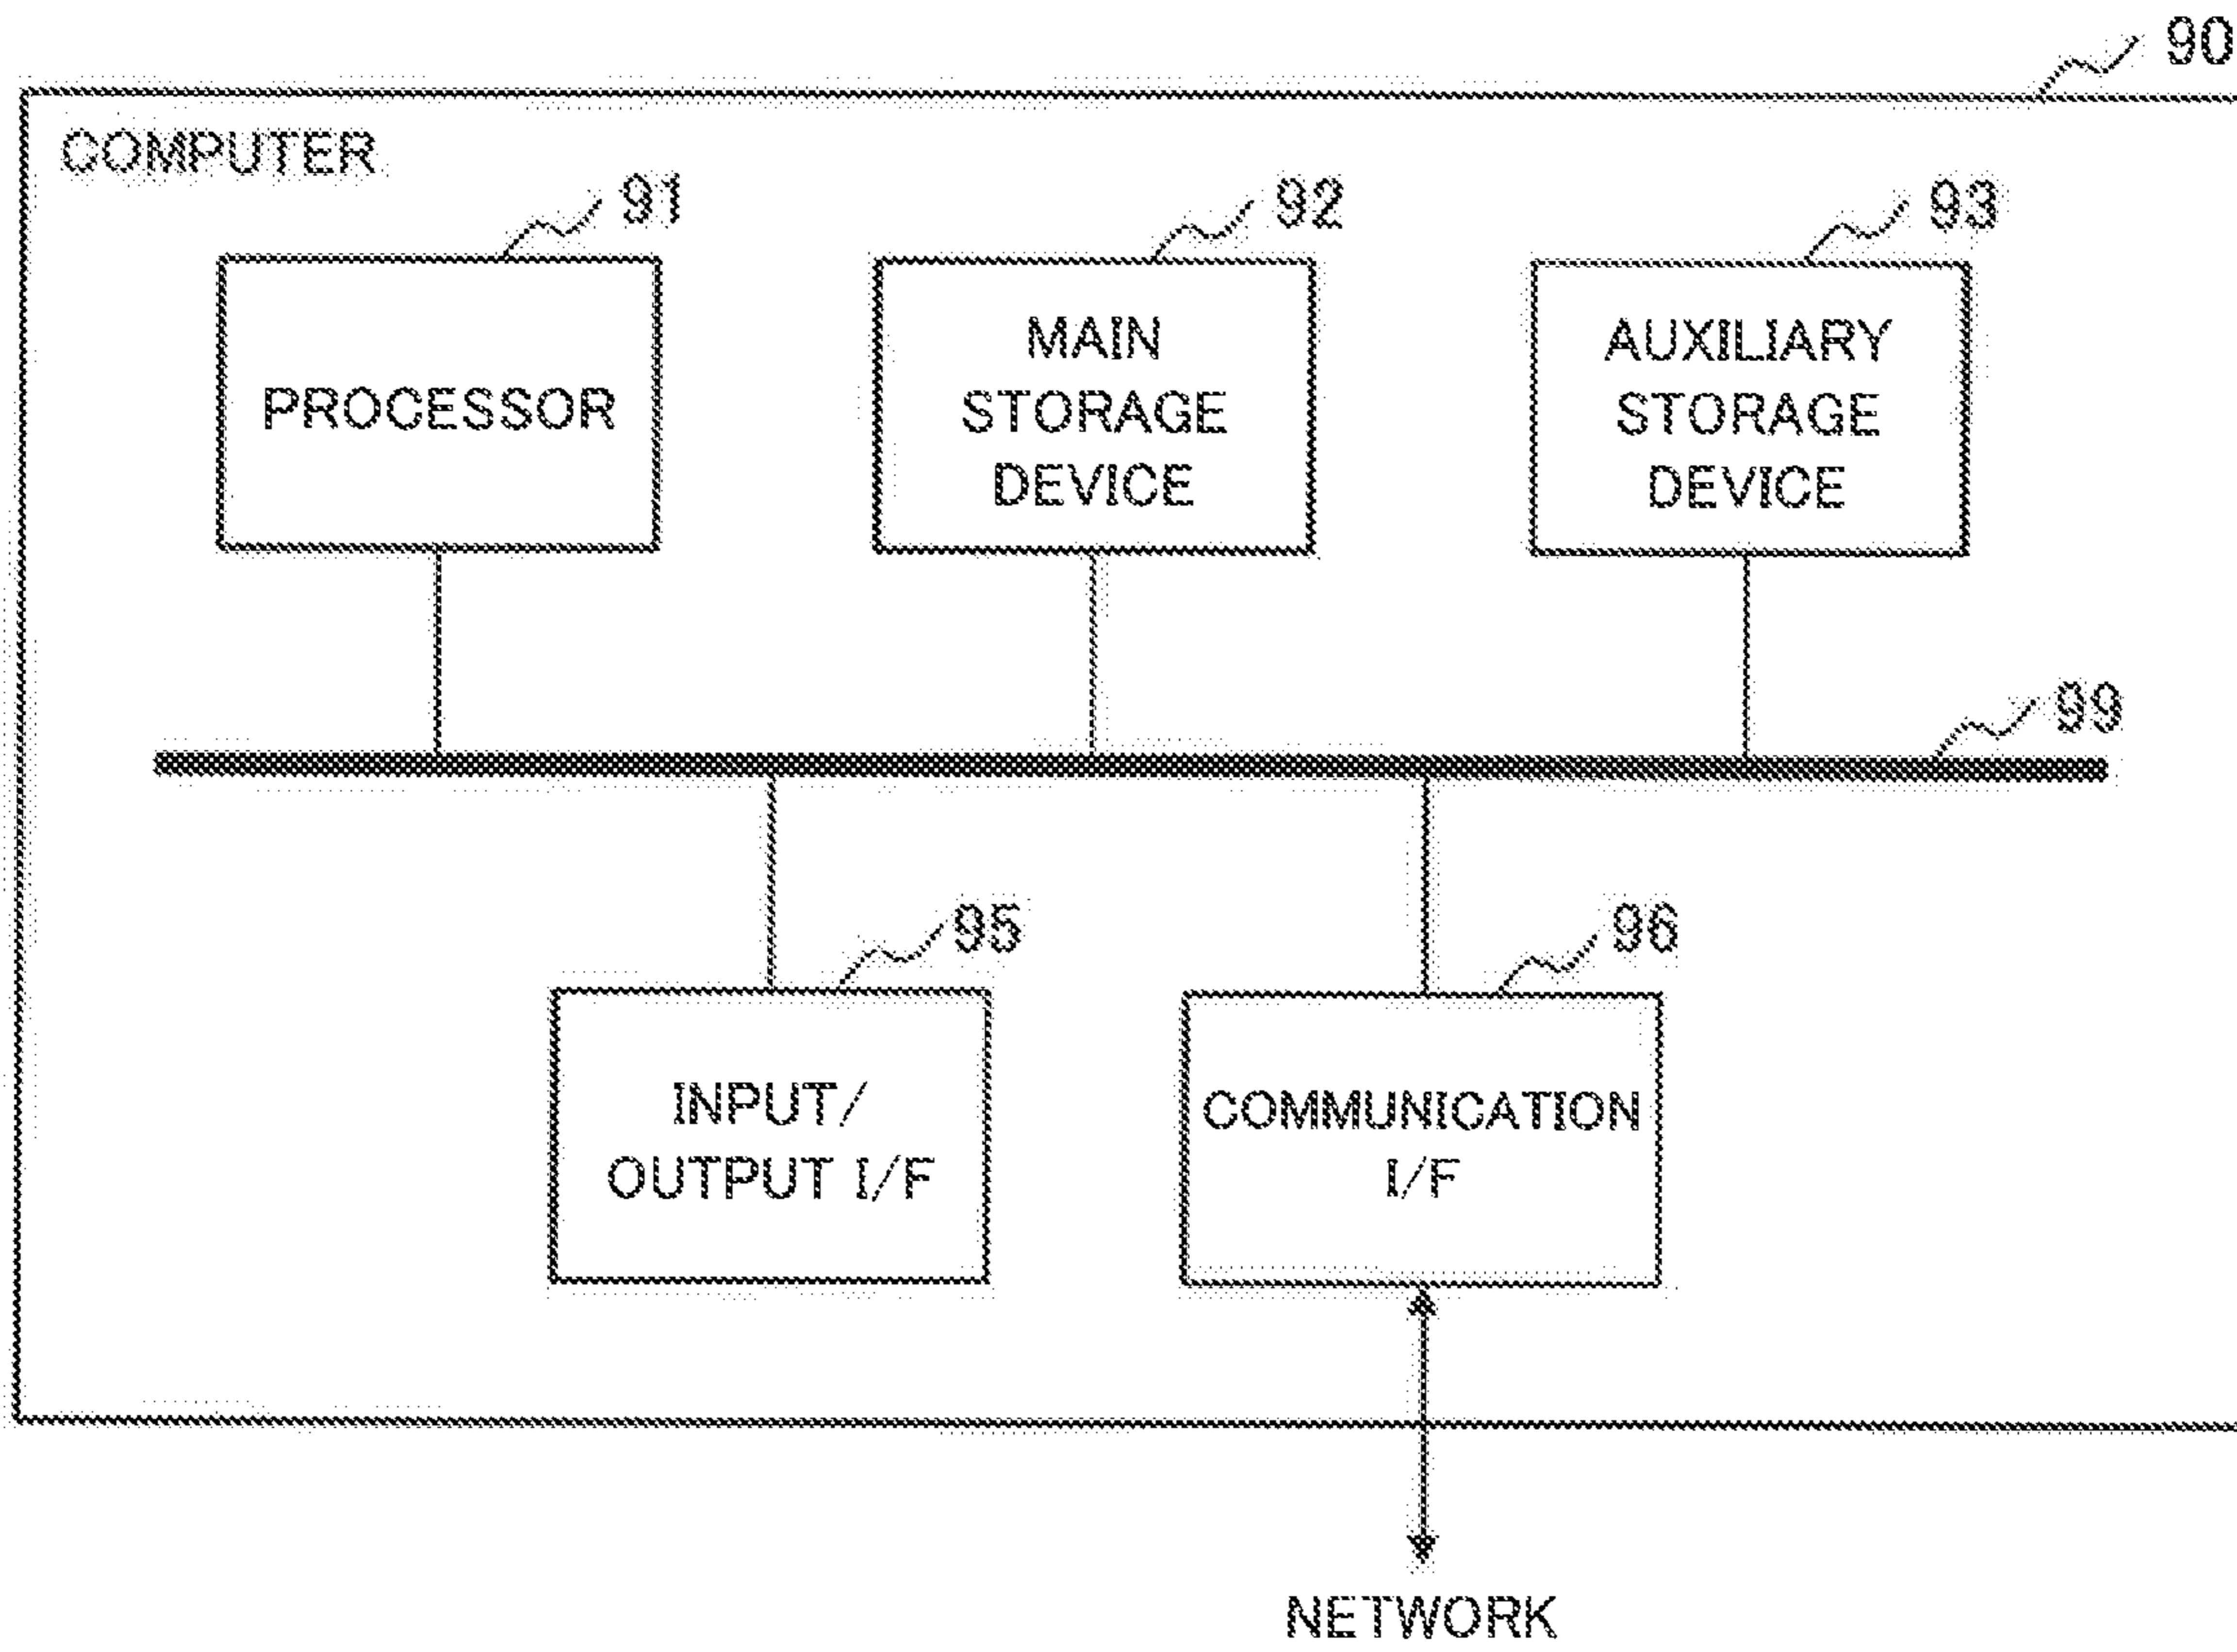 90
COMPUTER
91
92
93
PROCESSOR
MAIN
STORAGE
DEVICE
AUXILIARY
STORAGE
DEVICE
99
95
96
INPUT/
OUTPUT I/F
COMMUNICATION
I/F
NETWORK